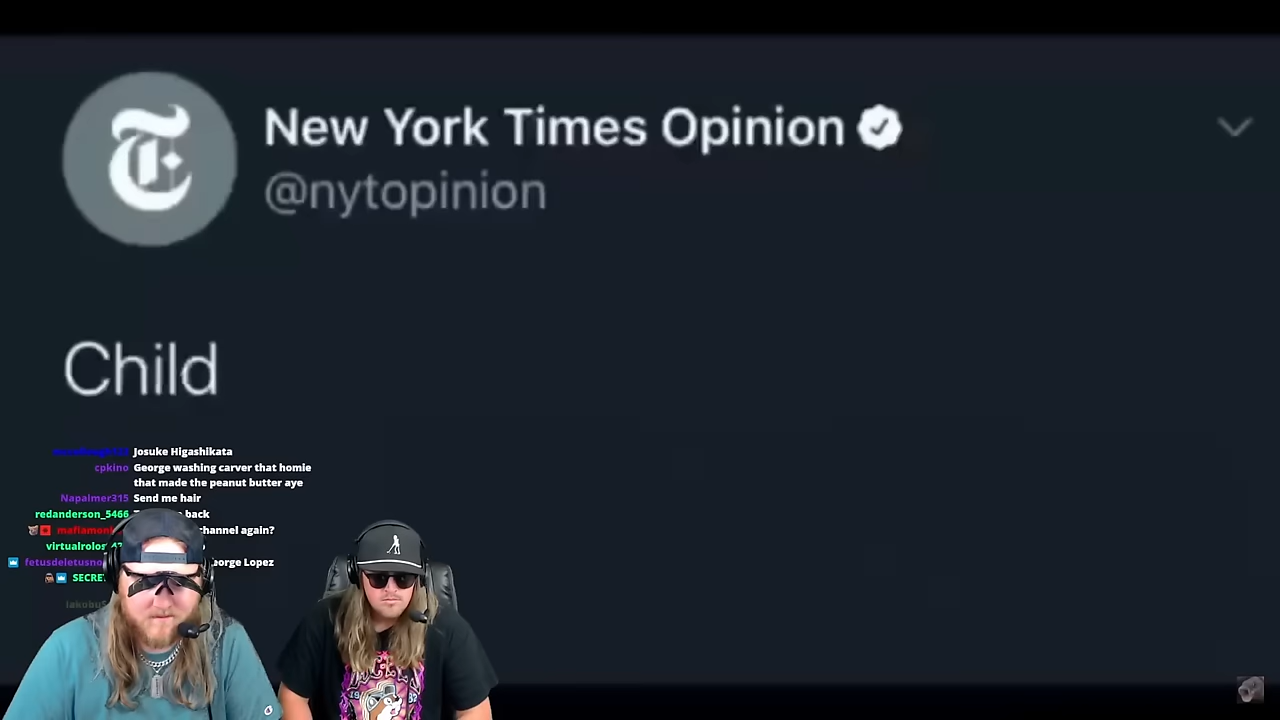 New York Times Opinion
@nytopinion
Child
Josuke Higashikata
cpkino George washing carver that homie
that made the peanut butter aye
Napalmer315 Send me hair
redanderson_5466 back
channel again?
Lopez